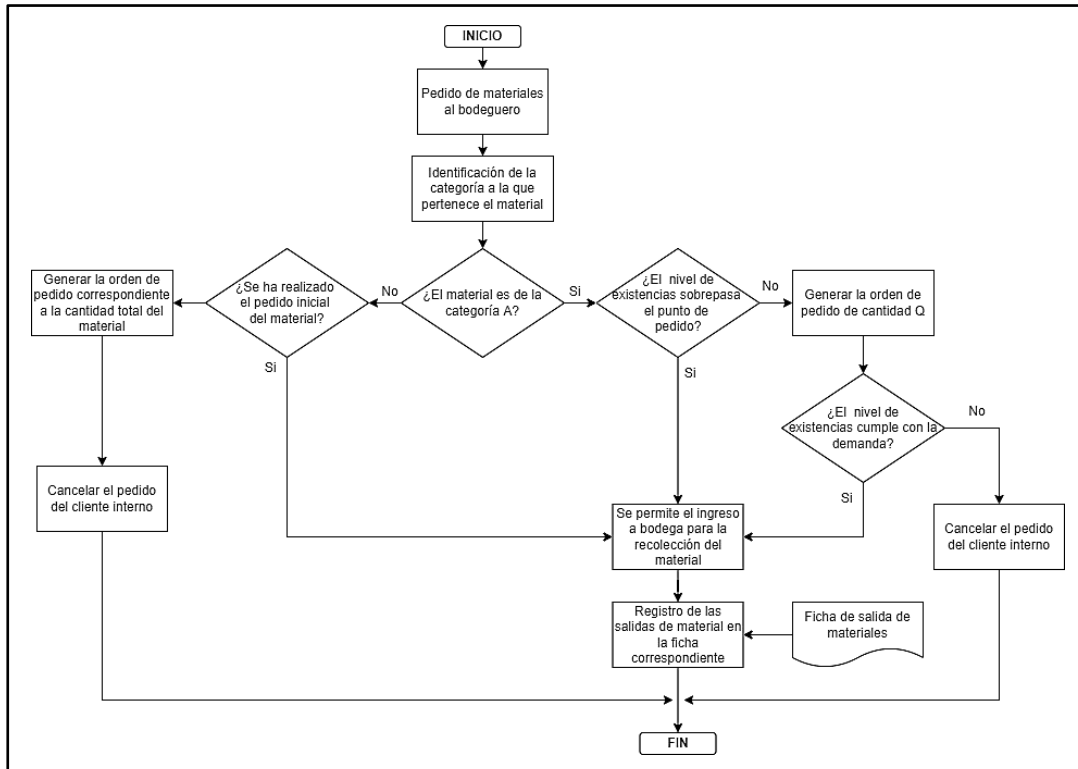 INICIO
Pedido de materiales
al bodeguero
Identificación de la
categoría a la que
pertenece el material
¿El material es de la
categoría A?
No
Si
¿Se ha realizado
el pedido inicial
del material?
Si
Generar la orden de
pedido correspondiente
a la cantidad total del
material
Cancelar el pedido
del cliente interno
¿El nivel de
existencias sobrepasa
el punto de
pedido?
No
Si
Generar la orden de
pedido de cantidad Q
¿El nivel de
existencias cumple con la
demanda?
No
Si
Cancelar el pedido
del cliente interno
Se permite el ingreso
a bodega para la
recolección del
material
Registro de las
salidas de material en
la ficha
correspondiente
Ficha de salida de
materiales
FIN